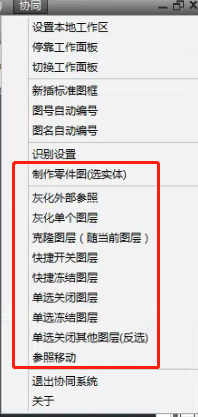 协同
设置本地工作区
停靠工作面板
切换工作面板
新插标准图框
图号自动编号
图名自动编号
识别设置
制作零件图(选实体)
灰化外部参照
灰化单个图层
克隆图层（随当前图层）
快捷开关图层
快捷冻结图层
单选关闭图层
单选冻结图层
单选关闭其他图层(反选)
参照移动
退出协同系统
关于